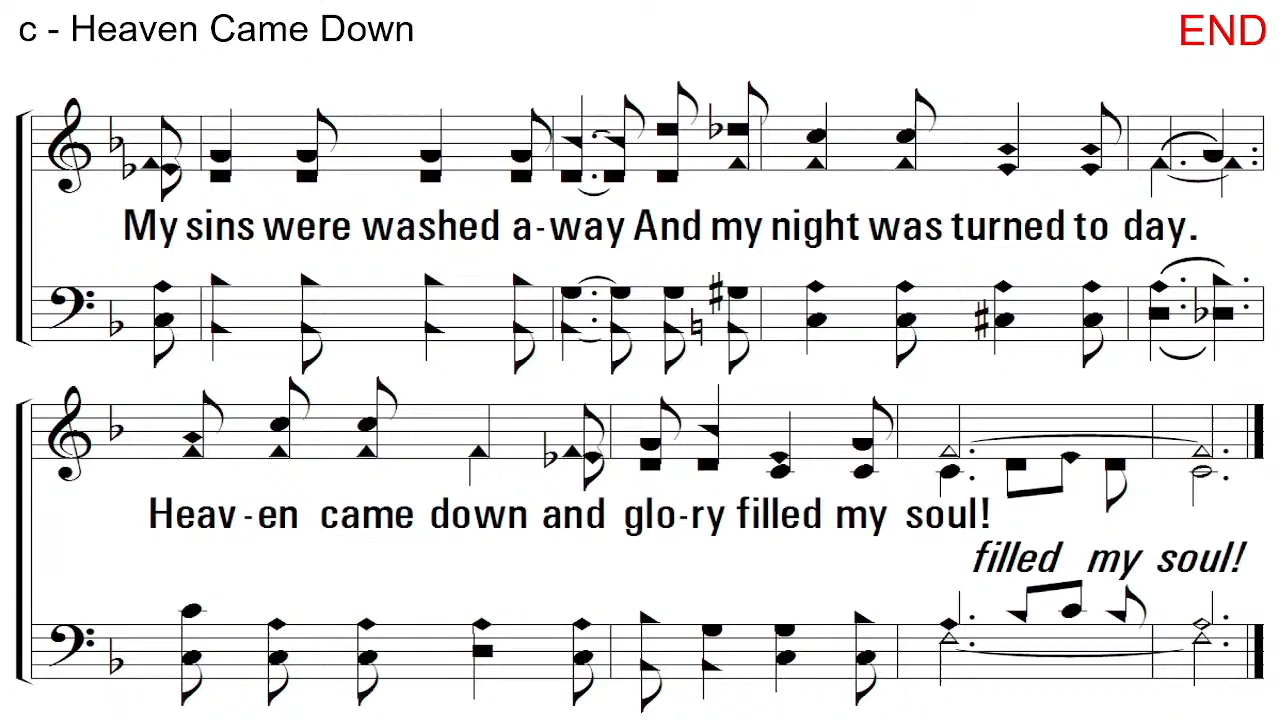 c - Heaven Came Down
END
My sins were washed a-way And my night was turned to day.
Heav-en came down and glo-ry filled my soul!
filled my soul!